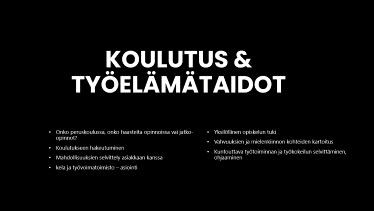 KOULUTUS &
TYÖELÄMÄTAIDOT
• Onko peruskoulussa, onko haasteita opinnoissa vai jatko-
opinnot?
• Koulutukseen hakeutuminen
• Mahdollisuuksien selvittely asiakkaan kanssa
• kela ja työvoimatoimisto – asiointi
• Yksilöllinen opiskelun tuki
• Vahvuuksien ja mielenkiinnon kohteiden kartoitus
• Kuntouttava työtoiminnan ja työkokeilun selvittäminen,
ohjaaminen